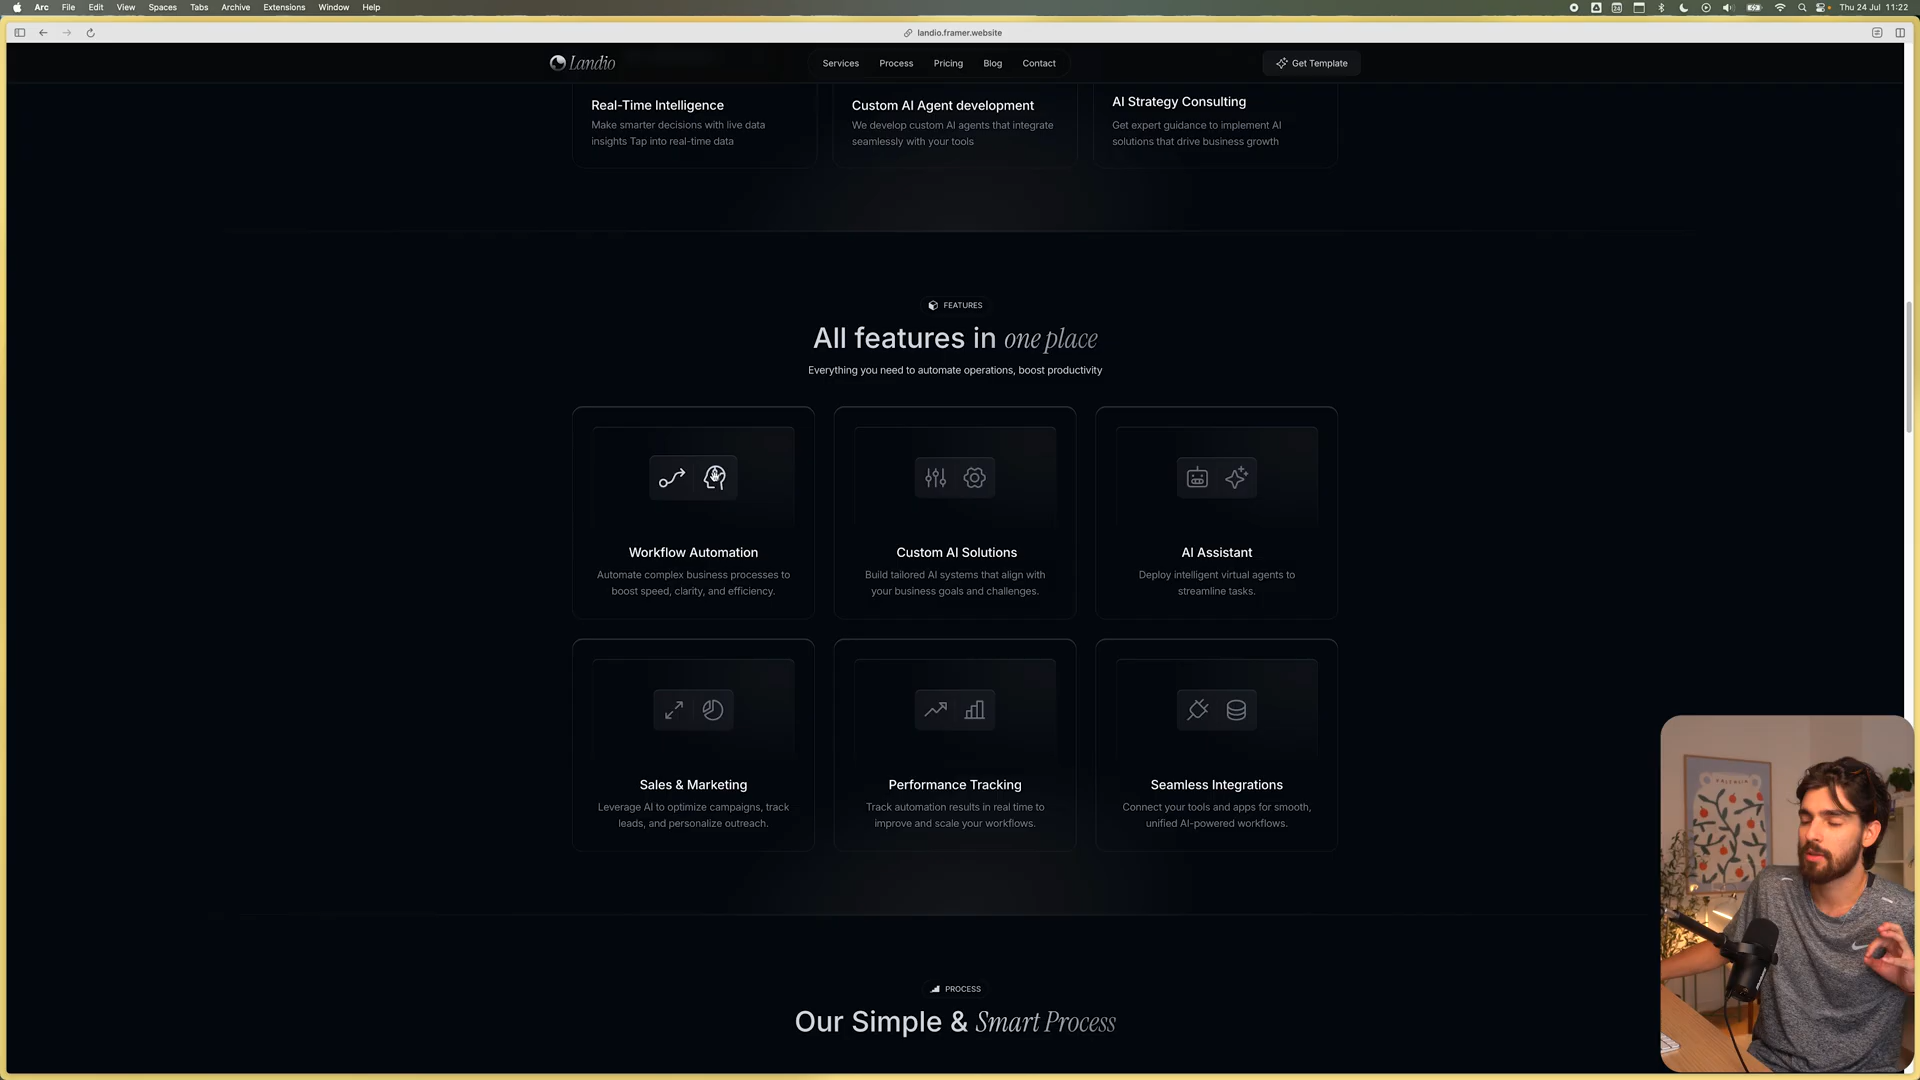 Arc File Edit View Spaces Tabs Archive Extensions Window Help
Thu 24 Jul 11:22
landio.framer.website
Landio
Services Process Pricing Blog Contact
Get Template
Real-Time Intelligence
Make smarter decisions with live data
insights Tap into real-time data
Custom AI Agent development
We develop custom AI agents that integrate
seamlessly with your tools
AI Strategy Consulting
Get expert guidance to implement AI
solutions that drive business growth
FEATURES
All features in one place
Everything you need to automate operations, boost productivity
Workflow Automation
Automate complex business processes to
boost speed, clarity, and efficiency.
Custom AI Solutions
Build tailored AI systems that align with
your business goals and challenges.
AI Assistant
Deploy intelligent virtual agents to
streamline tasks.
Sales & Marketing
Leverage AI to optimize campaigns, track
leads, and personalize outreach.
Performance Tracking
Track automation results in real time to
improve and scale your workflows.
Seamless Integrations
Connect your tools and apps for smooth,
unified AI-powered workflows.
PROCESS
Our Simple & Smart Process